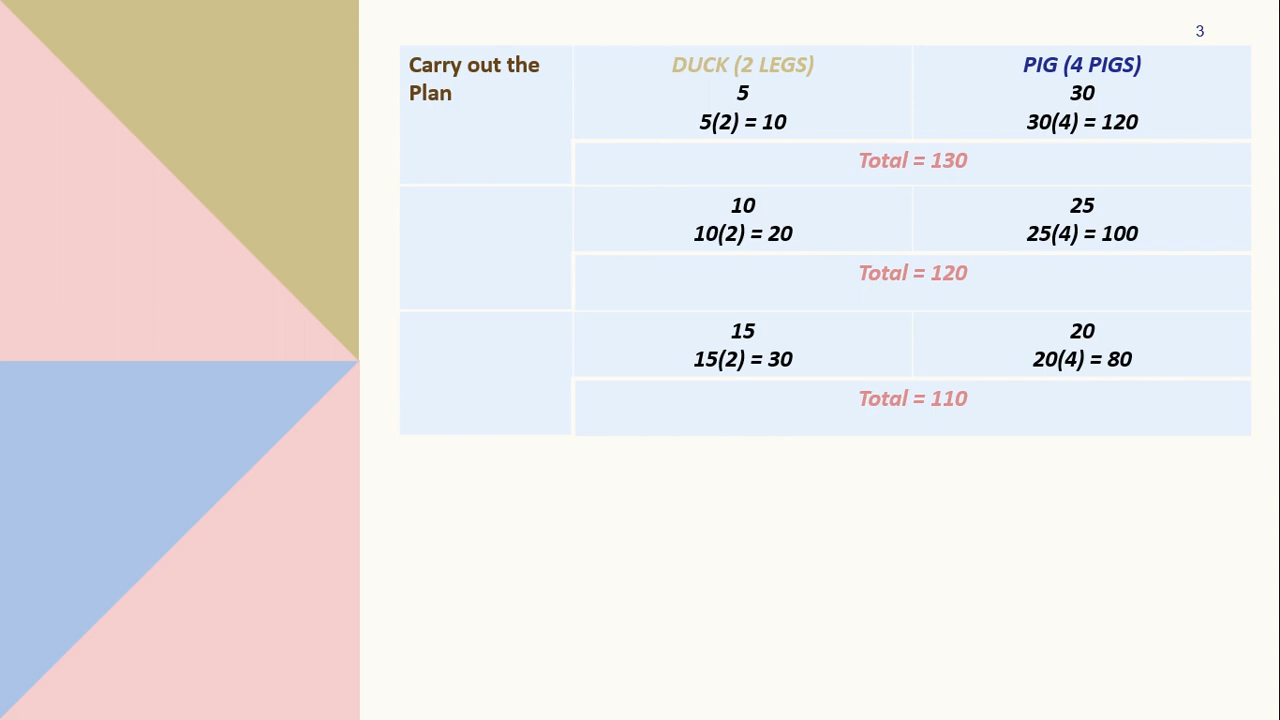 3
Carry out the
Plan
DUCK (2 LEGS)
5
5(2) = 10
PIG (4 PIGS)
30
30(4) = 120
Total = 130
10
10(2) = 20
25
25(4) = 100
Total = 120
15
15(2) = 30
20
20(4) = 80
Total = 110